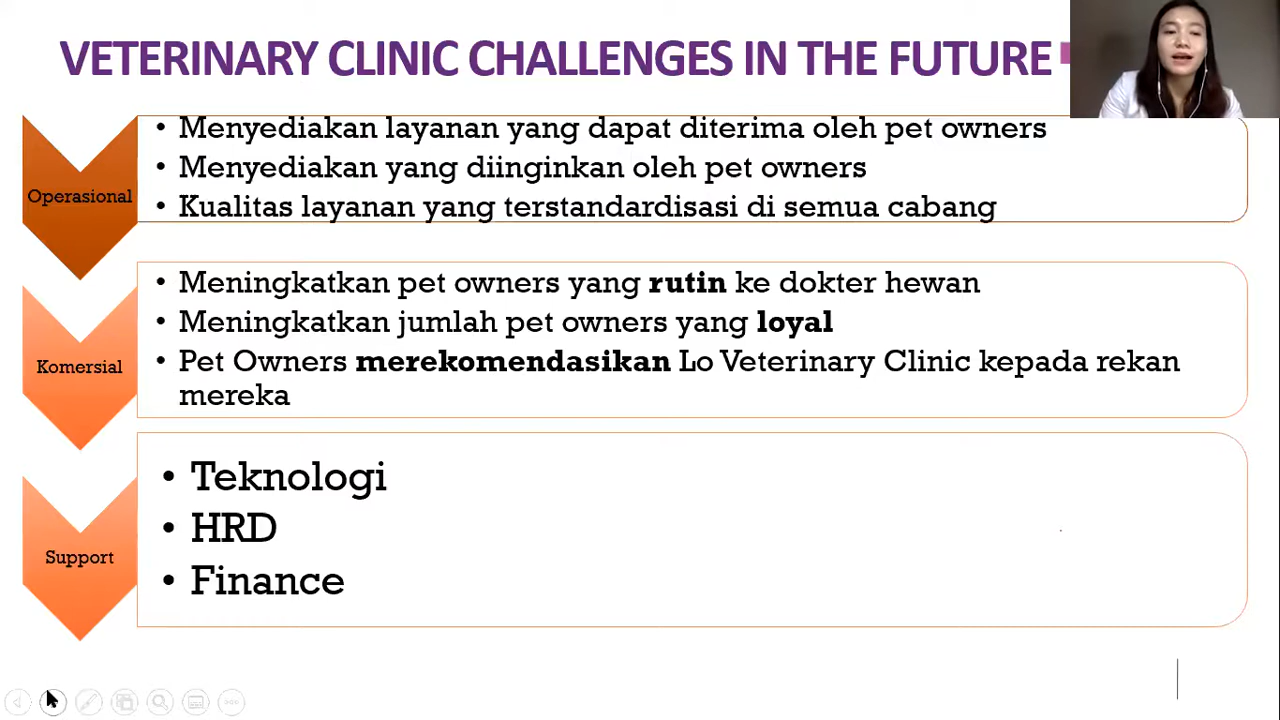 VETERINARY CLINIC CHALLENGES IN THE FUTURE
Operasional
• Menyediakan layanan yang dapat diterima oleh pet owners
• Menyediakan yang diinginkan oleh pet owners
• Kualitas layanan yang terstandardisasi di semua cabang
Komersial
• Meningkatkan pet owners yang rutin ke dokter hewan
• Meningkatkan jumlah pet owners yang loyal
• Pet Owners merekomendasikan Lo Veterinary Clinic kepada rekan
mereka
Support
• Teknologi
• HRD
• Finance